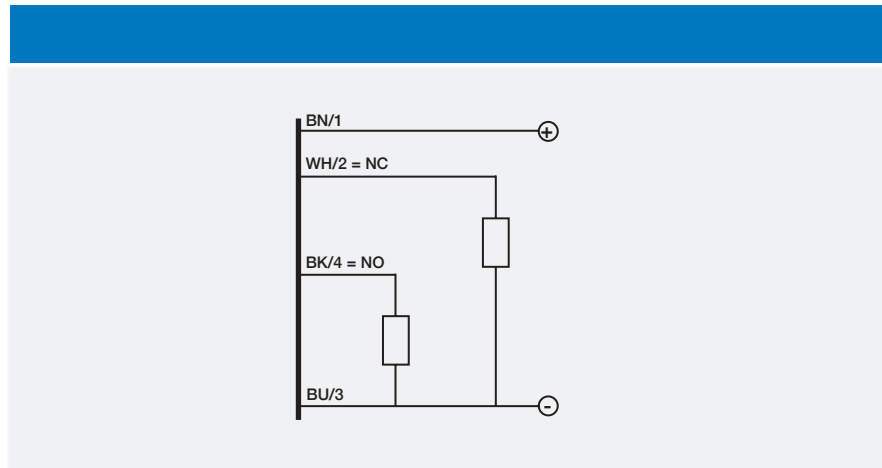 BN/1
+
WH/2 = NC
BK/4 = NO
BU/3
-